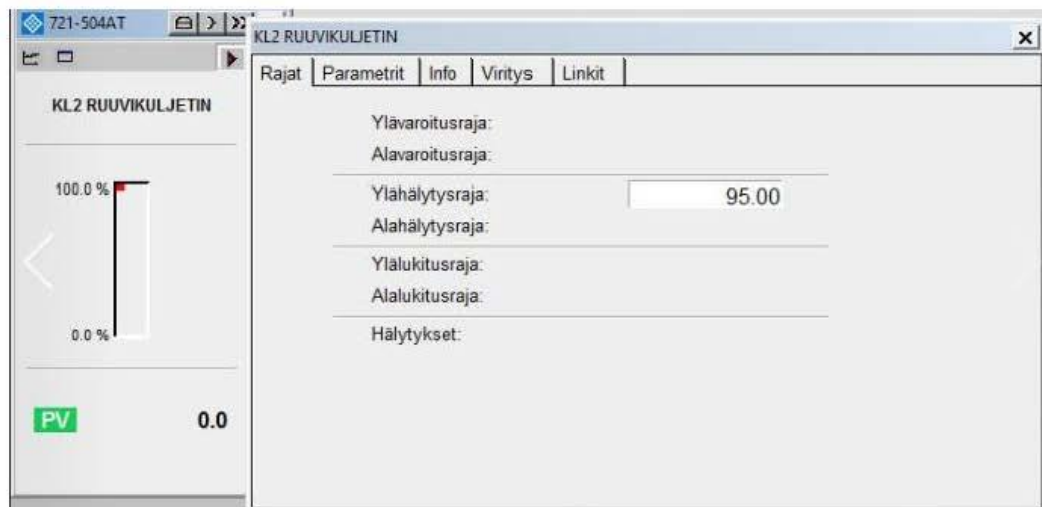 721-504AT
KL2 RUUVIKULJETIN
100.0 %
0.0 %
PV 0.0
KL2 RUUVIKULJETIN
Rajat Parametrit Info Viritys Linkit
Ylävaroitusraja:
Alavaroitusraja:
Ylähälytysraja: 95.00
Alahälytysraja:
Ylälukitusraja:
Alalukitusraja:
Hälytykset: